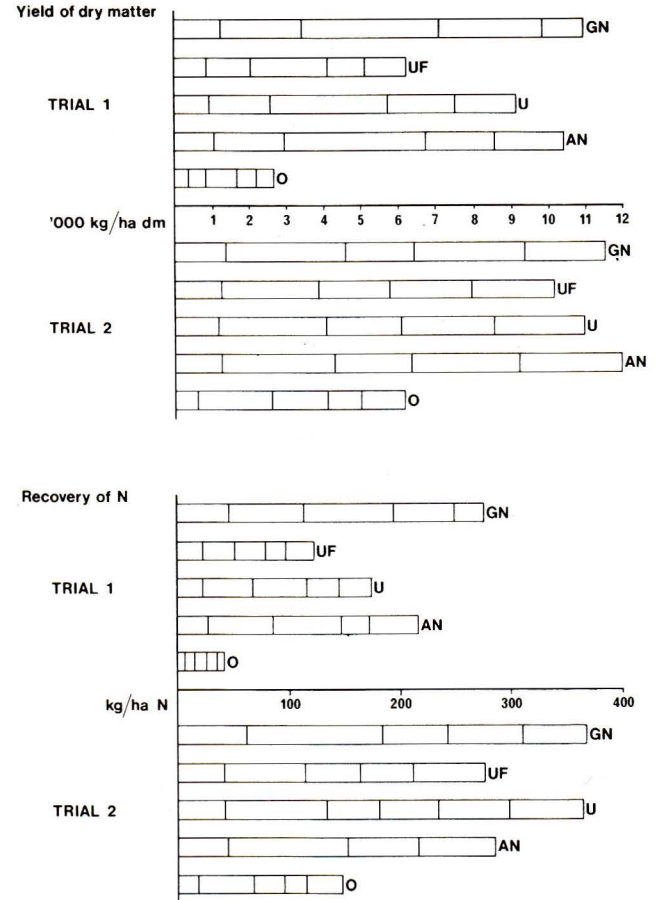 Yield of dry matter
GN
UF
TRIAL 1
U
AN
O
'000 kg/ha dm 1 2 3 4 5 6 7 8 9 10 11 12
GN
UF
TRIAL 2
U
AN
O
Recovery of N
GN
UF
TRIAL 1
U
AN
O
kg/ha N 100 200 300 400
GN
UF
TRIAL 2
U
AN
O